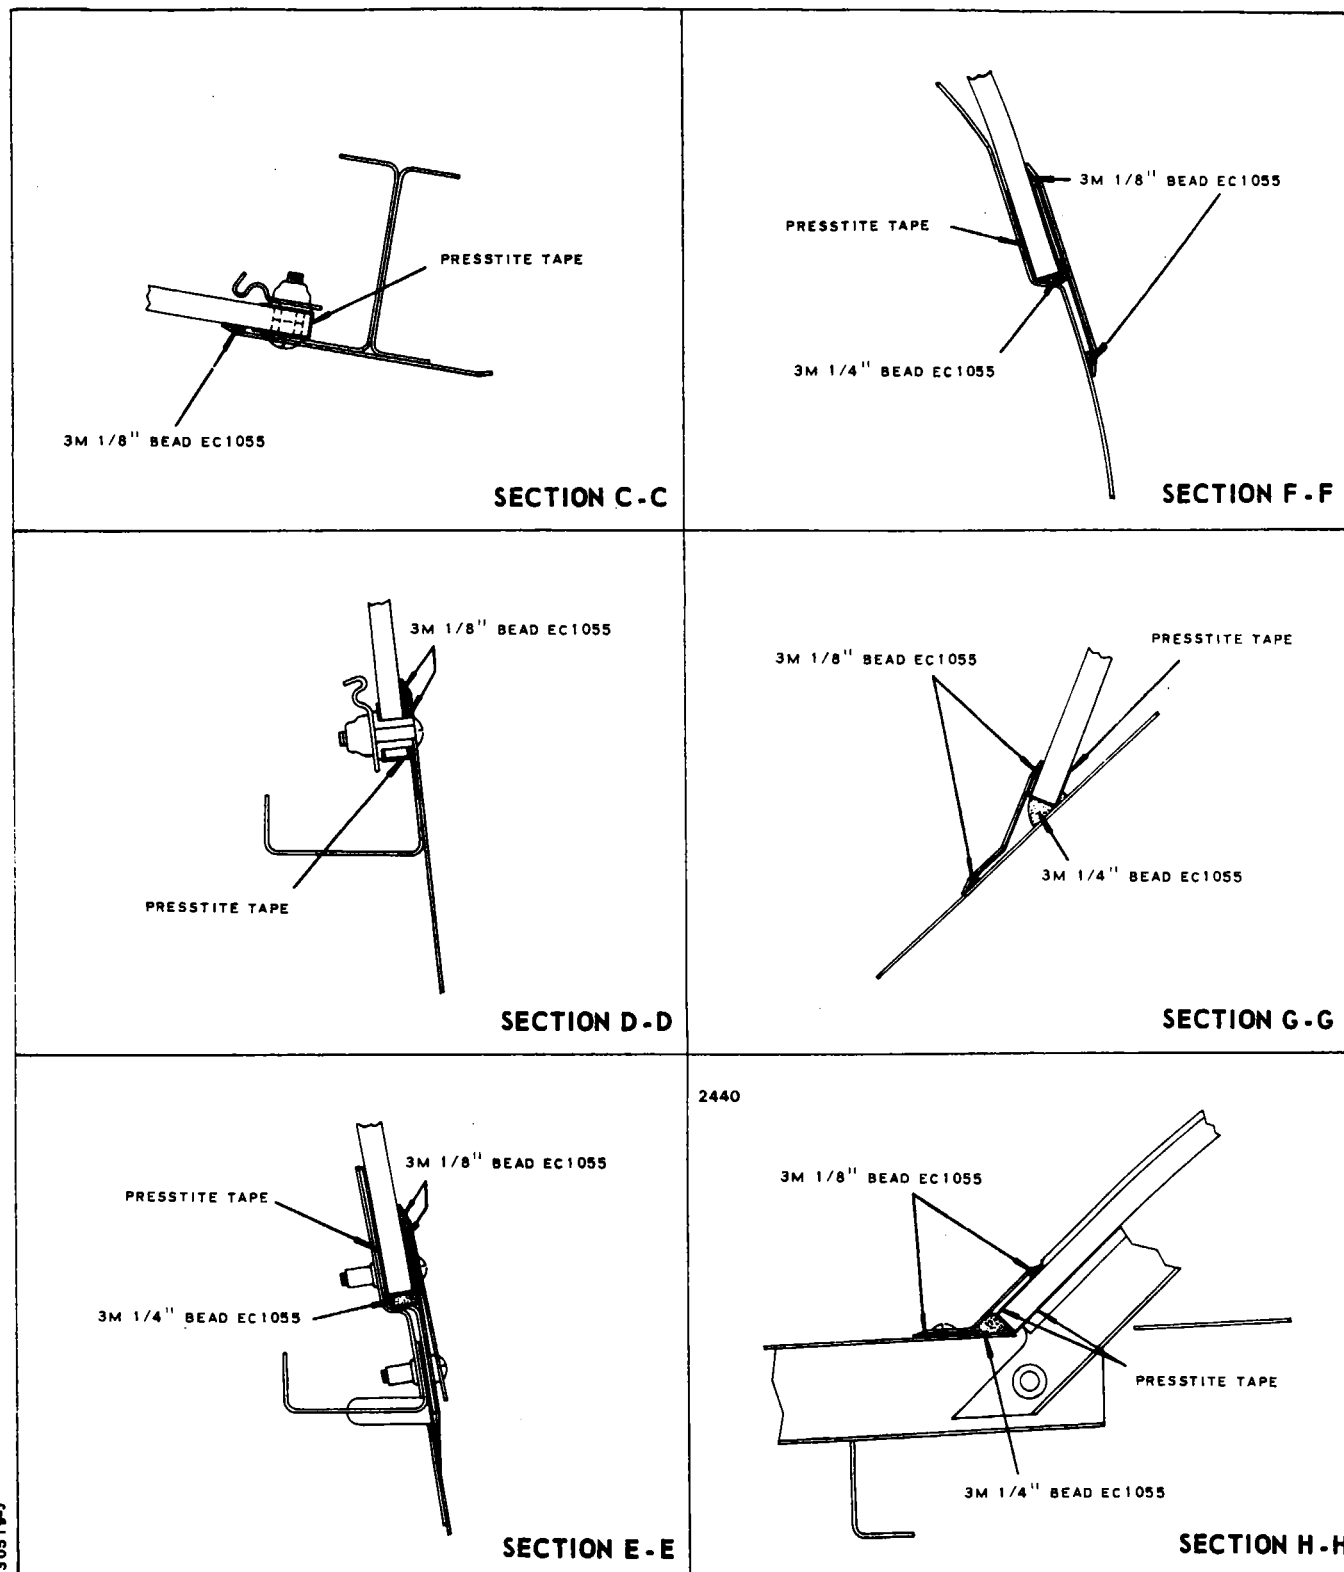 PRESSTITE TAPE
3M 1/8" BEAD EC1055
SECTION C-C
3M 1/8" BEAD EC1055
PRESSTITE TAPE
3M 1/4" BEAD EC1055
SECTION F-F
3M 1/8" BEAD EC1055
PRESSTITE TAPE
SECTION D-D
PRESSTITE TAPE
3M 1/8" BEAD EC1055
3M 1/4" BEAD EC1055
SECTION G-G
3M 1/8" BEAD EC1055
PRESSTITE TAPE
3M 1/4" BEAD EC1055
SECTION E-E
2440
3M 1/8" BEAD EC1055
PRESSTITE TAPE
3M 1/4" BEAD EC1055
SECTION H-H